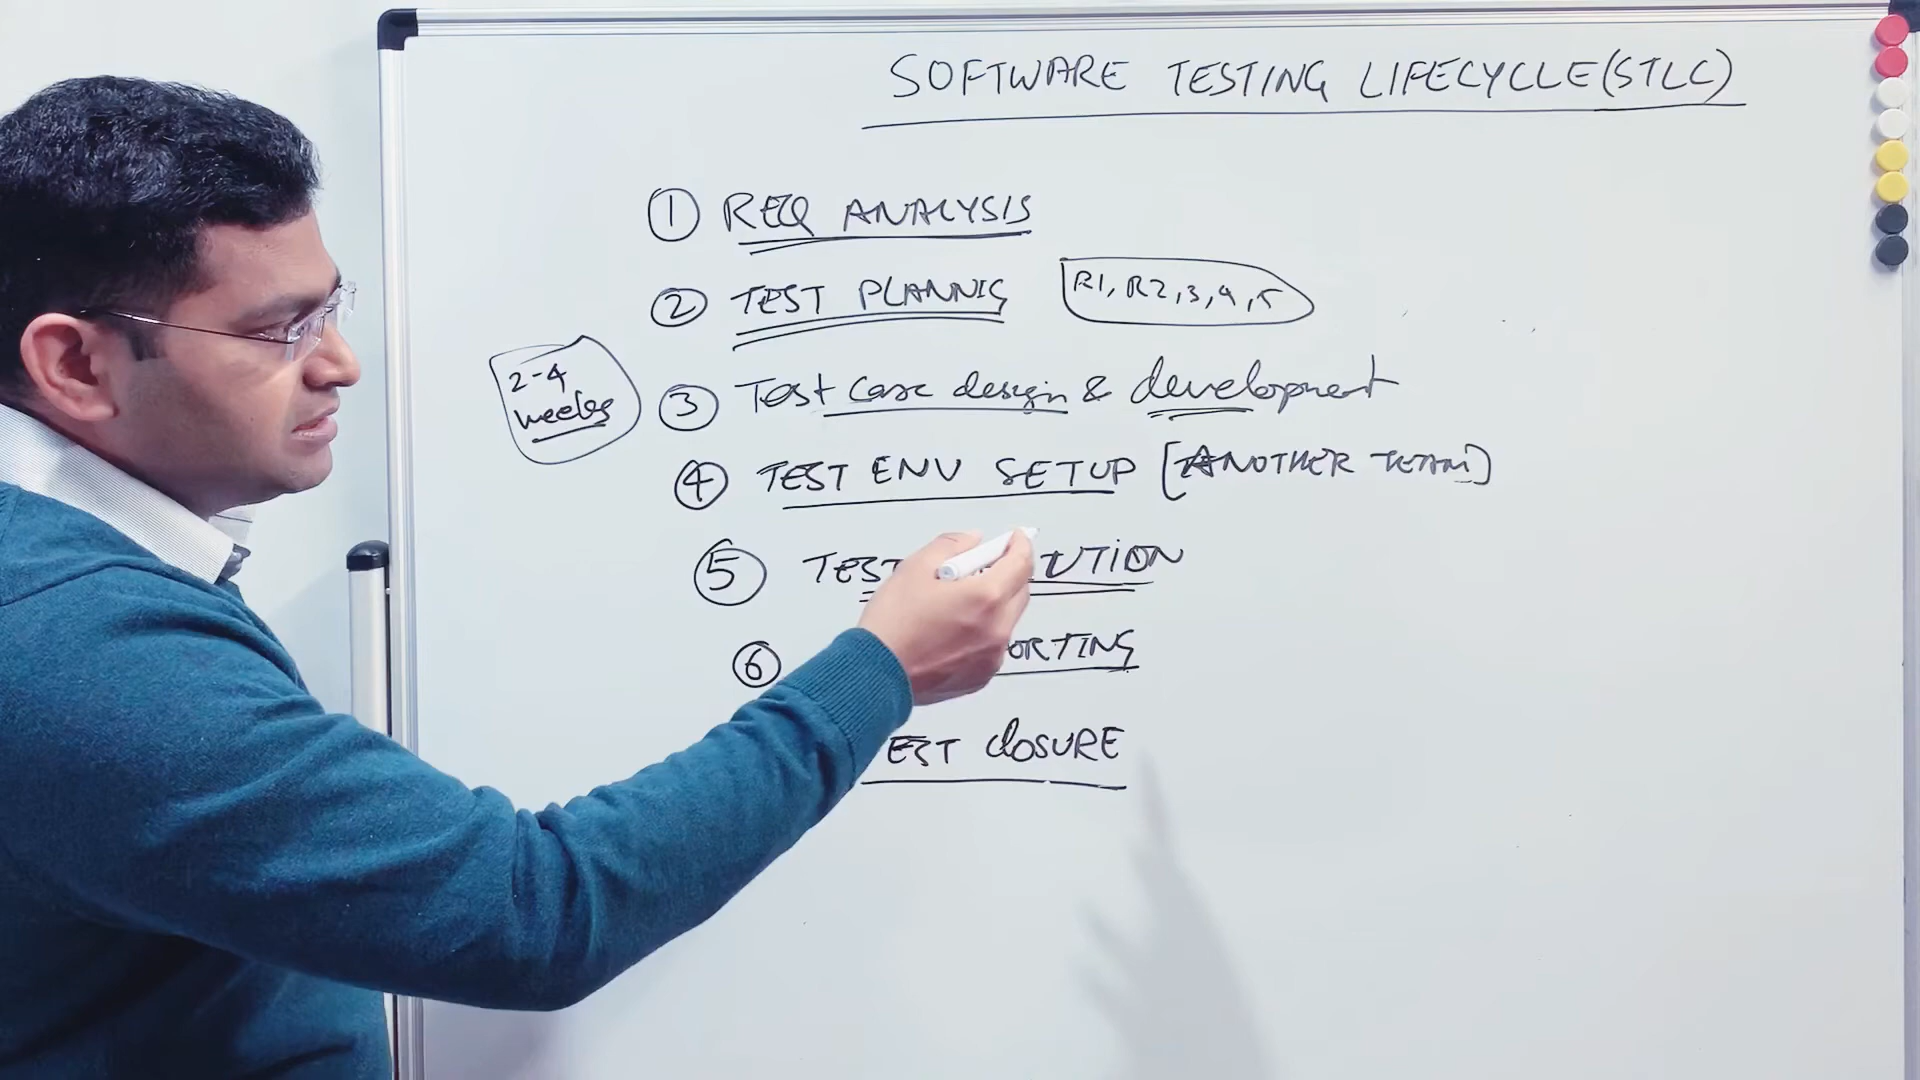 SOFTWARE TESTING LIFECYCLE (STLC)
① REQ ANALYSIS
② TEST PLANNIG
R1, R2, 3, 4, 5
2-4
weeks
③ Test case design & development
④ TEST ENV SETUP [ANOTHER TEAM]
⑤ TEST UTION
⑥ ORTING
EST CLOSURE